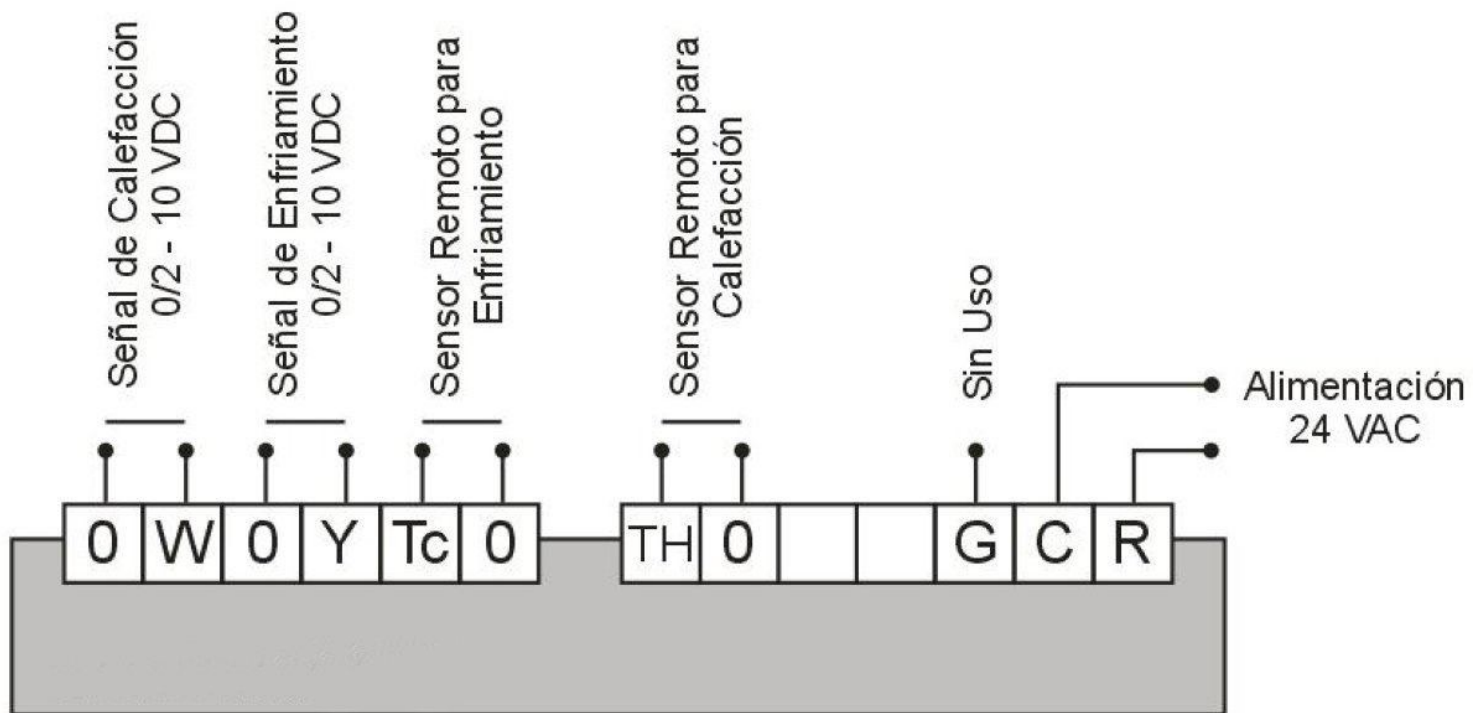 Señal de Calefacción
0/2 - 10 VDC
Señal de Enfriamiento
0/2 - 10 VDC
Sensor Remoto para
Enfriamiento
Sensor Remoto para
Calefacción
Sin Uso
Alimentación
24 VAC
0 W 0 Y Tc 0 TH 0 G C R